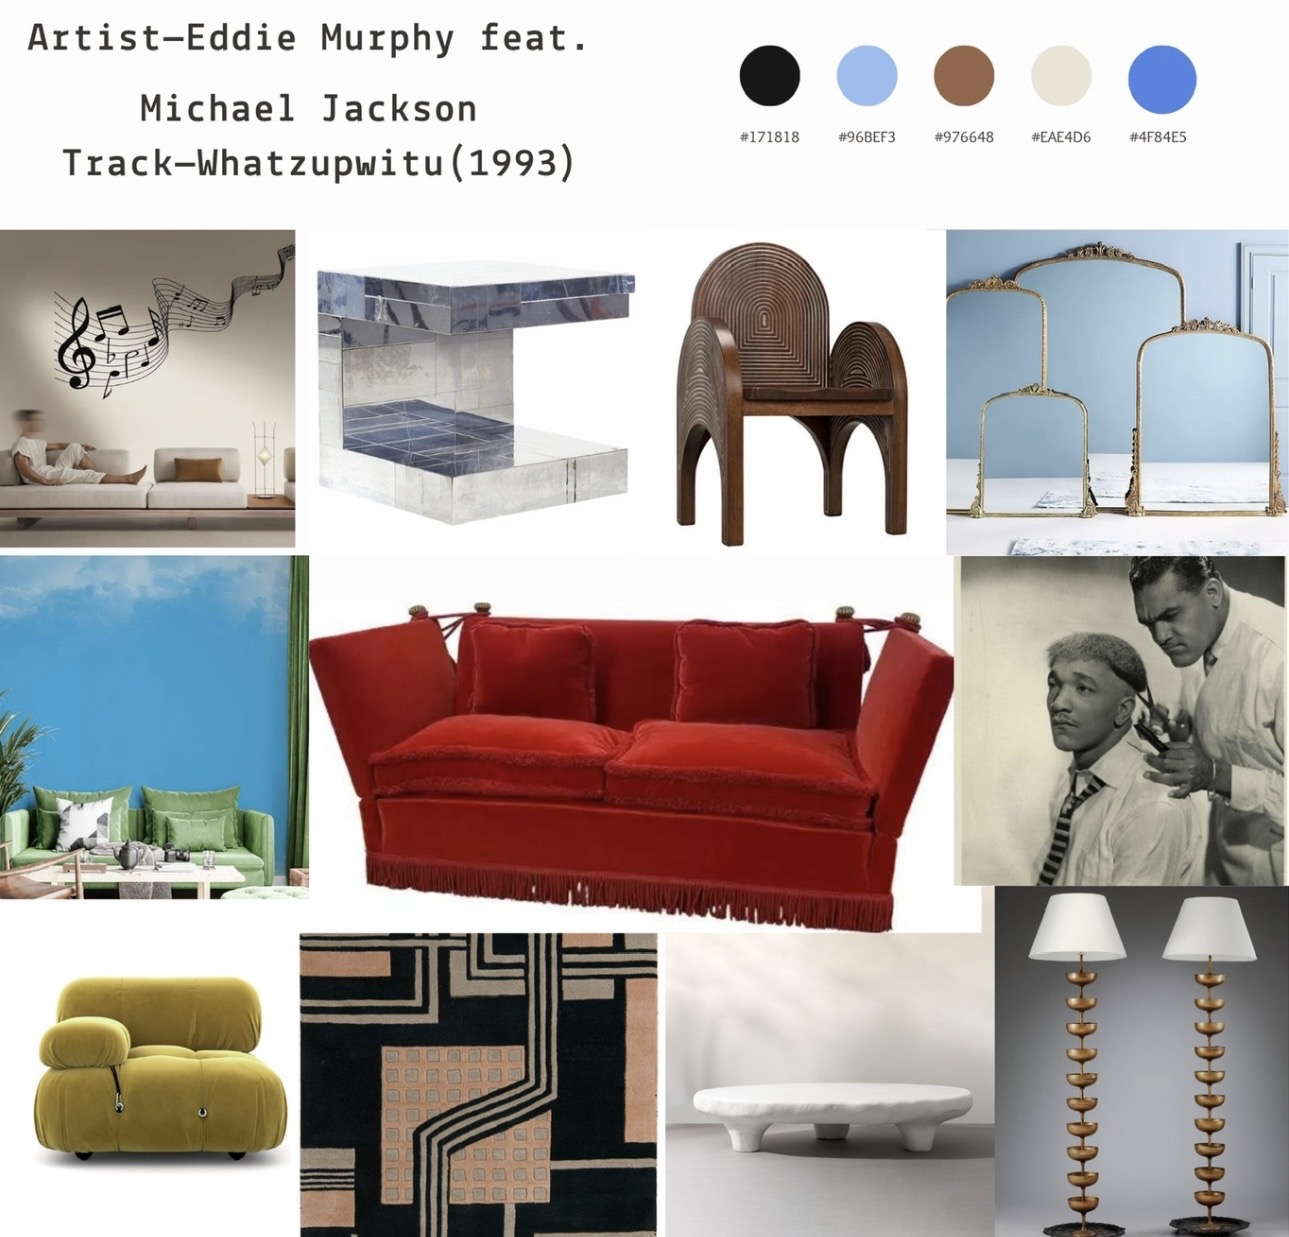 Artist—Eddie Murphy feat.
Michael Jackson
Track—Whatzupwitu(1993)
#171818 #96BEF3 #976648 #EAE4D6 #4F84E5